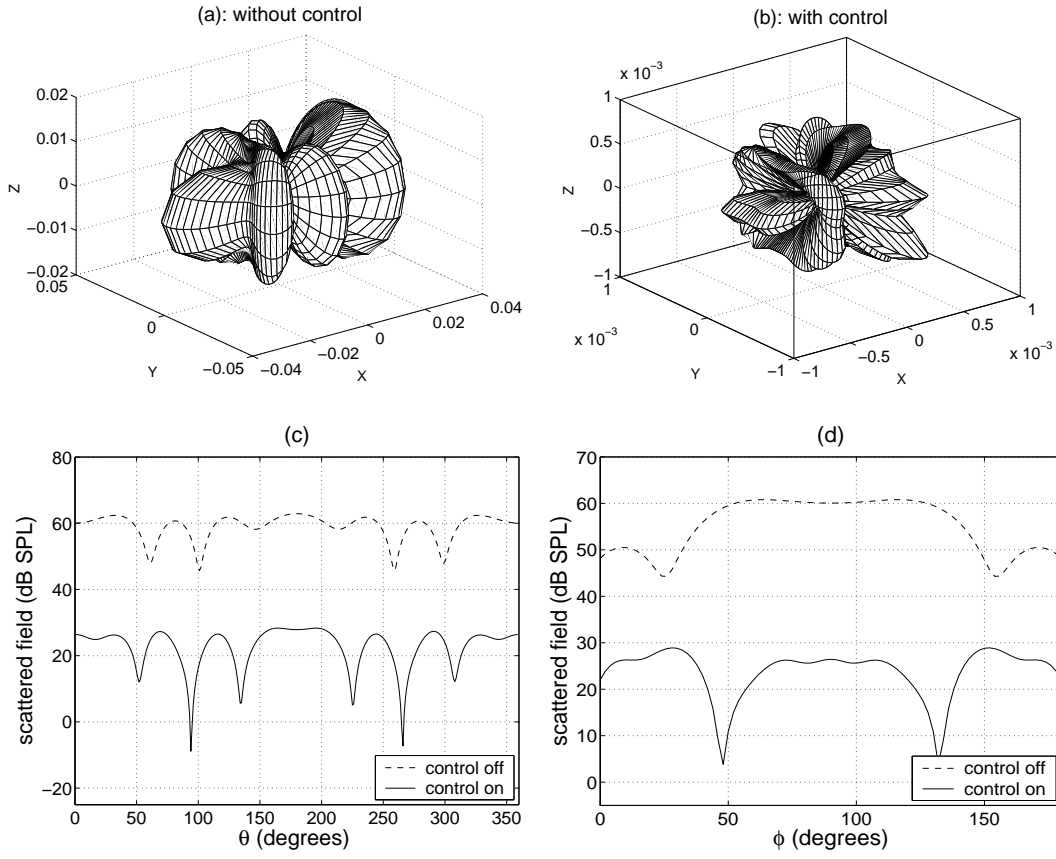 (a): without control
0.02
0.01
0
−0.01
−0.02
Z
0.05
0
−0.05
Y
−0.04
−0.02
0
0.02
0.04
X
(b): with control
x 10⁻³
1
0.5
0
−0.5
−1
Z
1
0
−1
x 10⁻³
Y
−1
−0.5
0
0.5
1
x 10⁻³
X
(c)
80
60
40
20
0
−20
scattered field (dB SPL)
0
50
100
150
200
250
300
350
θ (degrees)
control off
control on
(d)
70
60
50
40
30
20
10
0
scattered field (dB SPL)
0
50
100
150
ϕ (degrees)
control off
control on